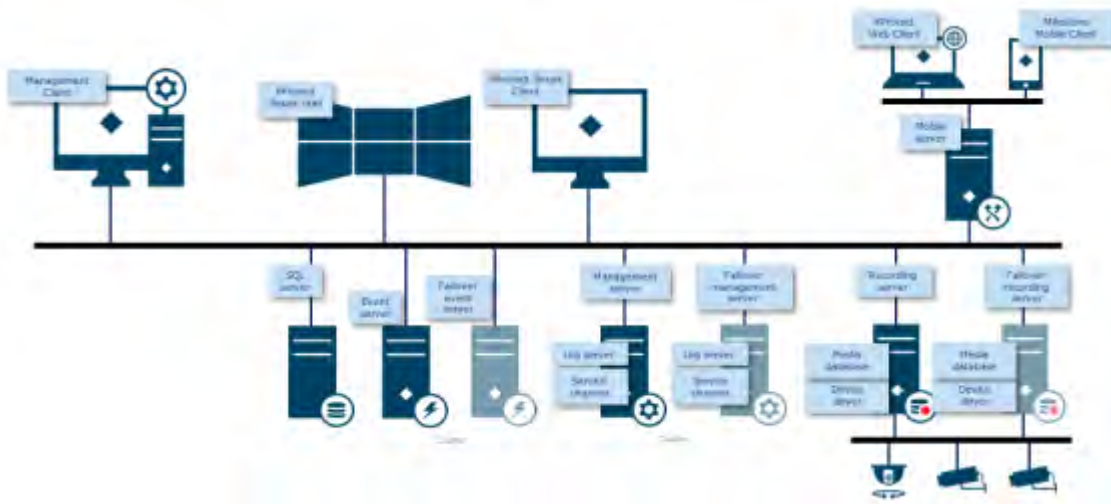 Management
Client
XProtect
Smart Wall
XProtect Smart
Client
XProtect
Web Client
Milestone
Mobile Client
Mobile
server
SQL
server
Event
server
Failover
event
server
Management
server
Failover
management
server
Recording
server
Failover
recording
server
Log server
Service
channel
Log server
Service
channel
Media
database
Device
driver
Media
database
Device
driver